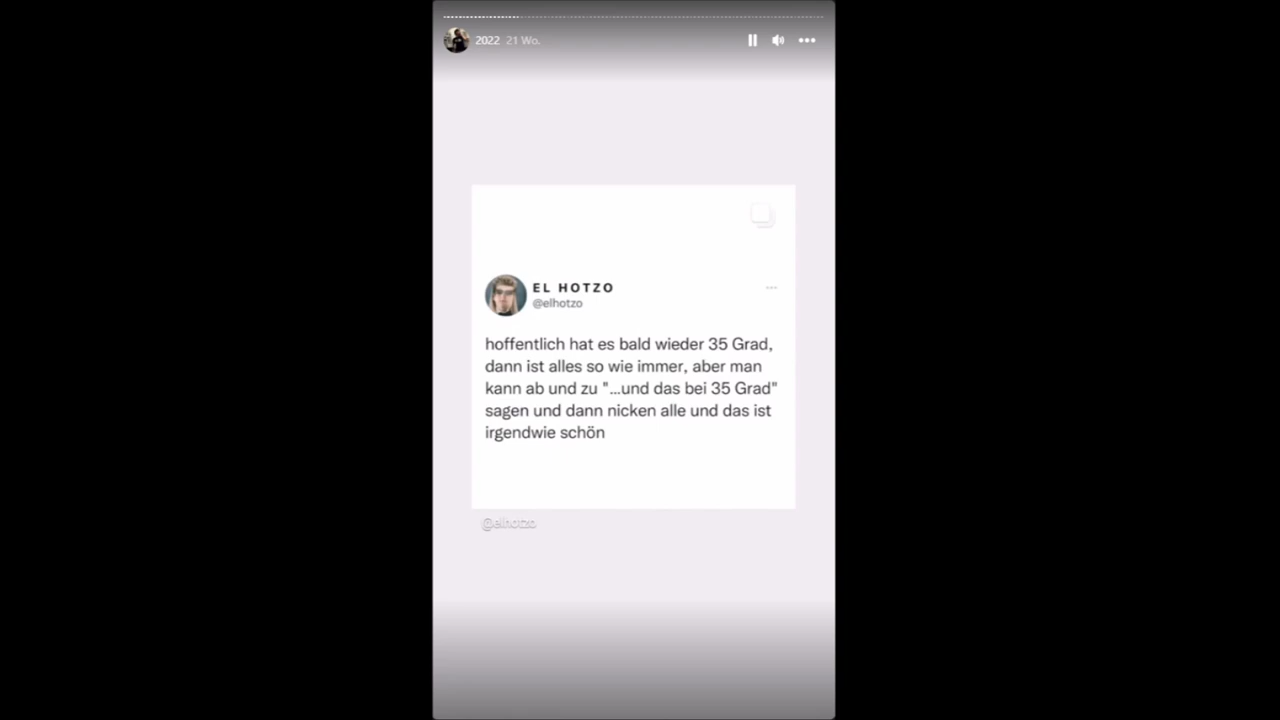 2022 21 Wo.
EL HOTZO
@elhotzo
hoffentlich hat es bald wieder 35 Grad,
dann ist alles so wie immer, aber man
kann ab und zu "...und das bei 35 Grad"
sagen und dann nicken alle und das ist
irgendwie schön
@elhotzo